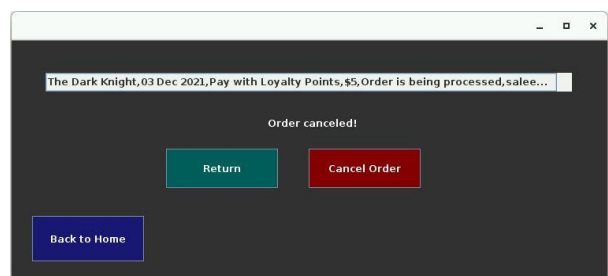 The Dark Knight,03 Dec 2021,Pay with Loyalty Points,$5,Order is being processed,salee...
Order canceled!
Return
Cancel Order
Back to Home